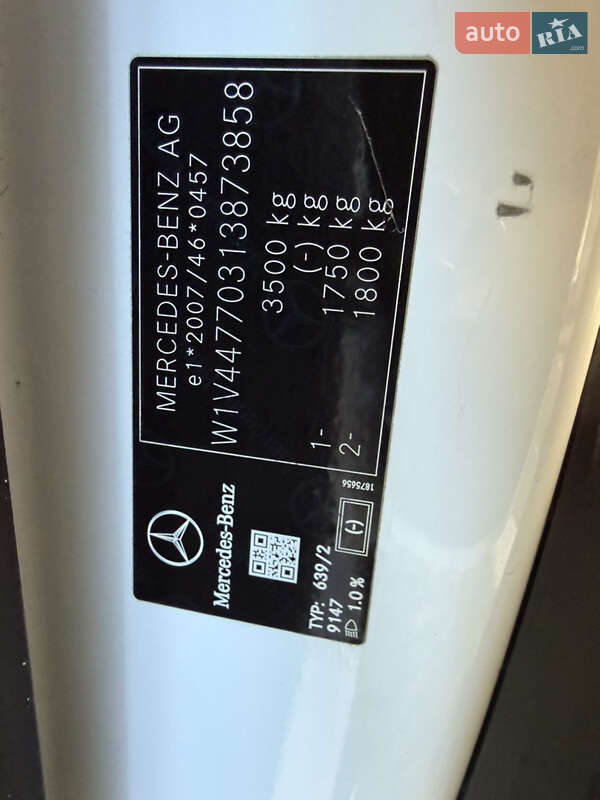 auto RIA.com
MERCEDES-BENZ AG
e1*2007/46*0457
W1V44770313873858
3500 kg
(-) kg
1- 1750 kg
2- 1800 kg
Mercedes-Benz
1875656
TYP: 639/2
9147
(-)
1.0 %